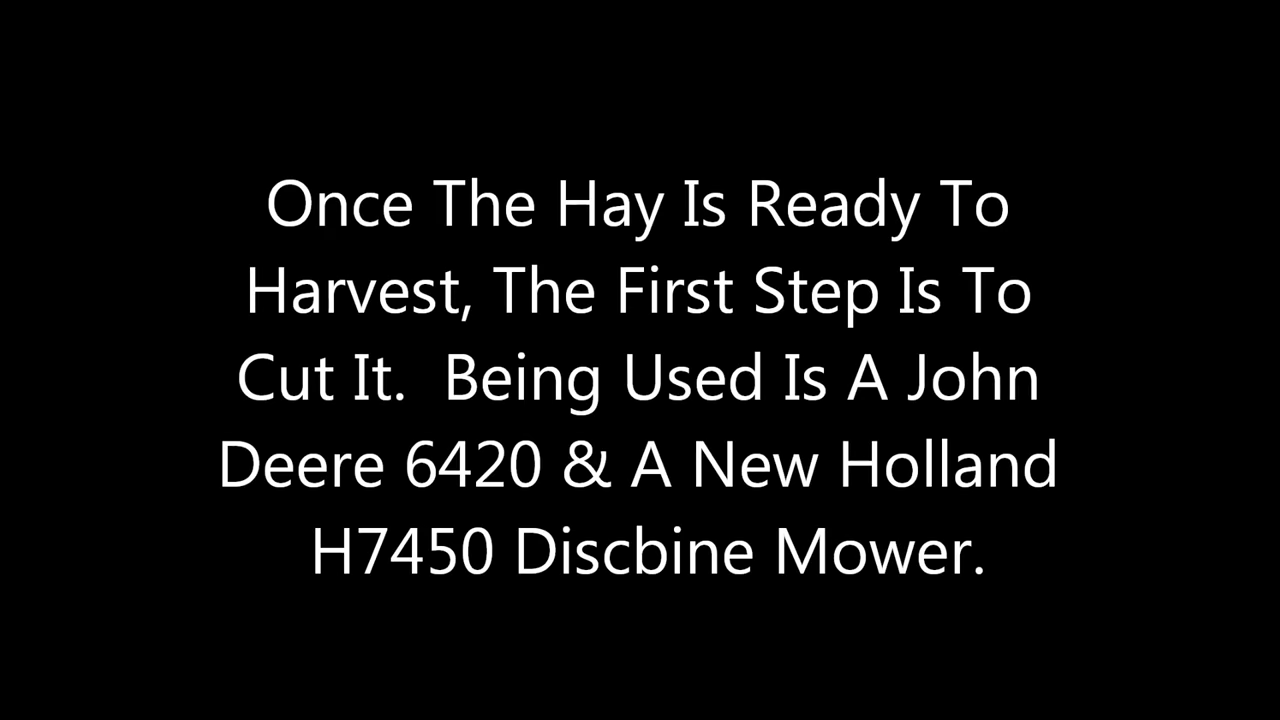 Once The Hay Is Ready To
Harvest, The First Step Is To
Cut It.  Being Used Is A John
Deere 6420 & A New Holland
H7450 Discbine Mower.